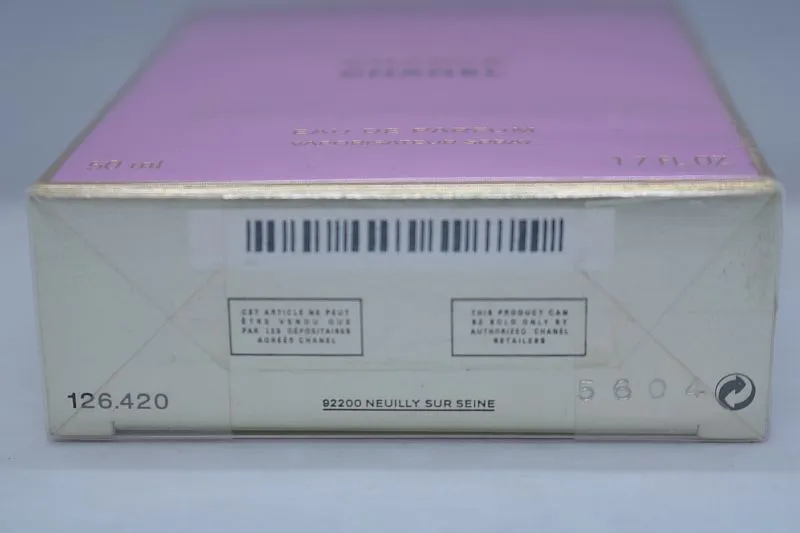 CHANCE
CHANEL
EAU DE PARFUM
VAPORISATEUR SPRAY
50 ml
1.7 FL. OZ
CET ARTICLE NE PEUT
ÊTRE VENDU QUE
PAR LES DÉPOSITAIRES
AGRÉÉS CHANEL
THIS PRODUCT CAN
BE SOLD ONLY BY
AUTHORIZED CHANEL
RETAILERS
126.420
92200 NEUILLY SUR SEINE
5604